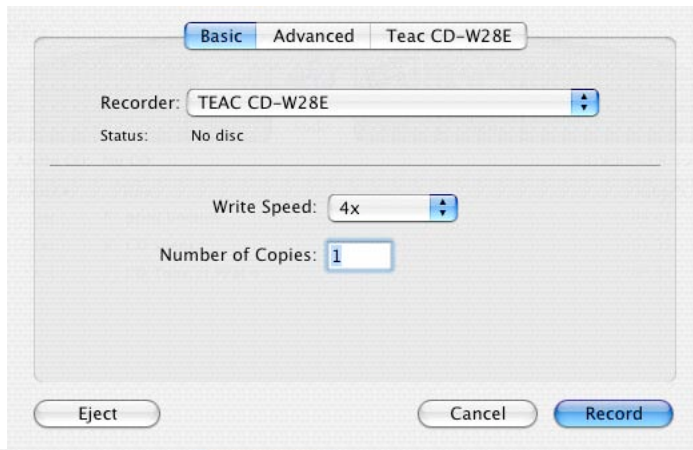 Basic Advanced Teac CD-W28E
Recorder: TEAC CD-W28E
Status: No disc
Write Speed: 4x
Number of Copies: 1
Eject Cancel Record